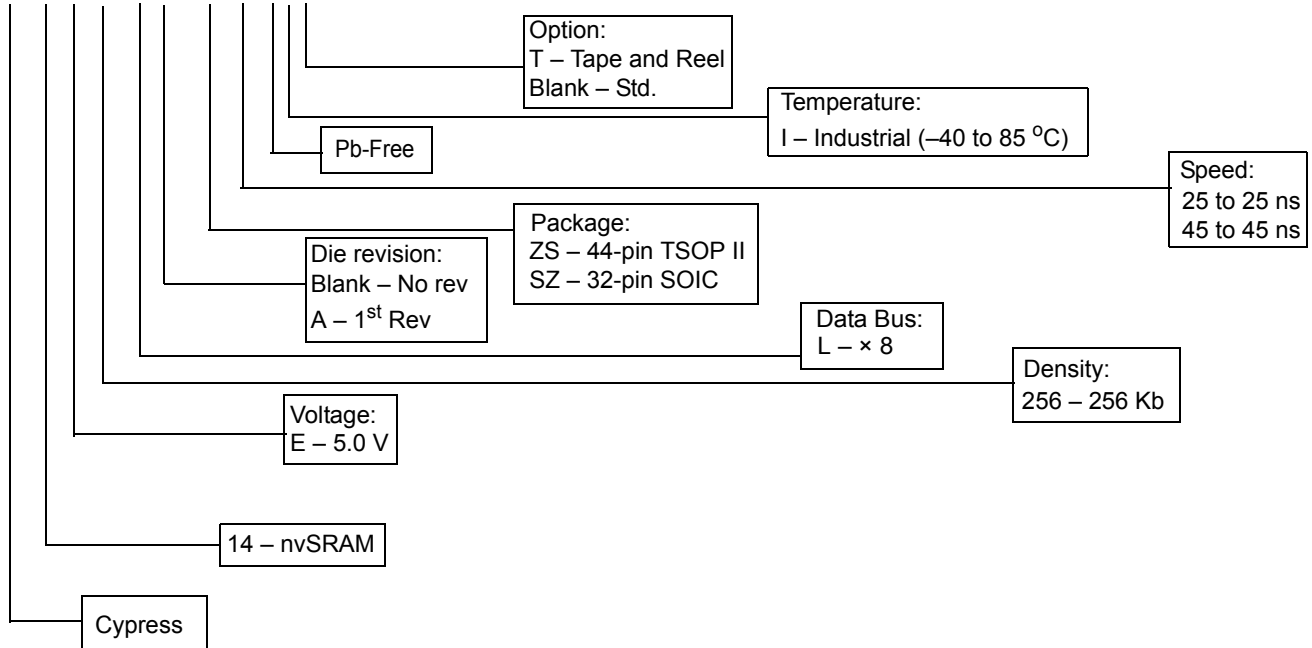 Option:
T – Tape and Reel
Blank – Std.
Temperature:
I – Industrial (–40 to 85 °C)
Pb-Free
Speed:
25 to 25 ns
45 to 45 ns
Package:
ZS – 44-pin TSOP II
SZ – 32-pin SOIC
Die revision:
Blank – No rev
A – 1st Rev
Data Bus:
L – × 8
Density:
256 – 256 Kb
Voltage:
E – 5.0 V
14 – nvSRAM
Cypress